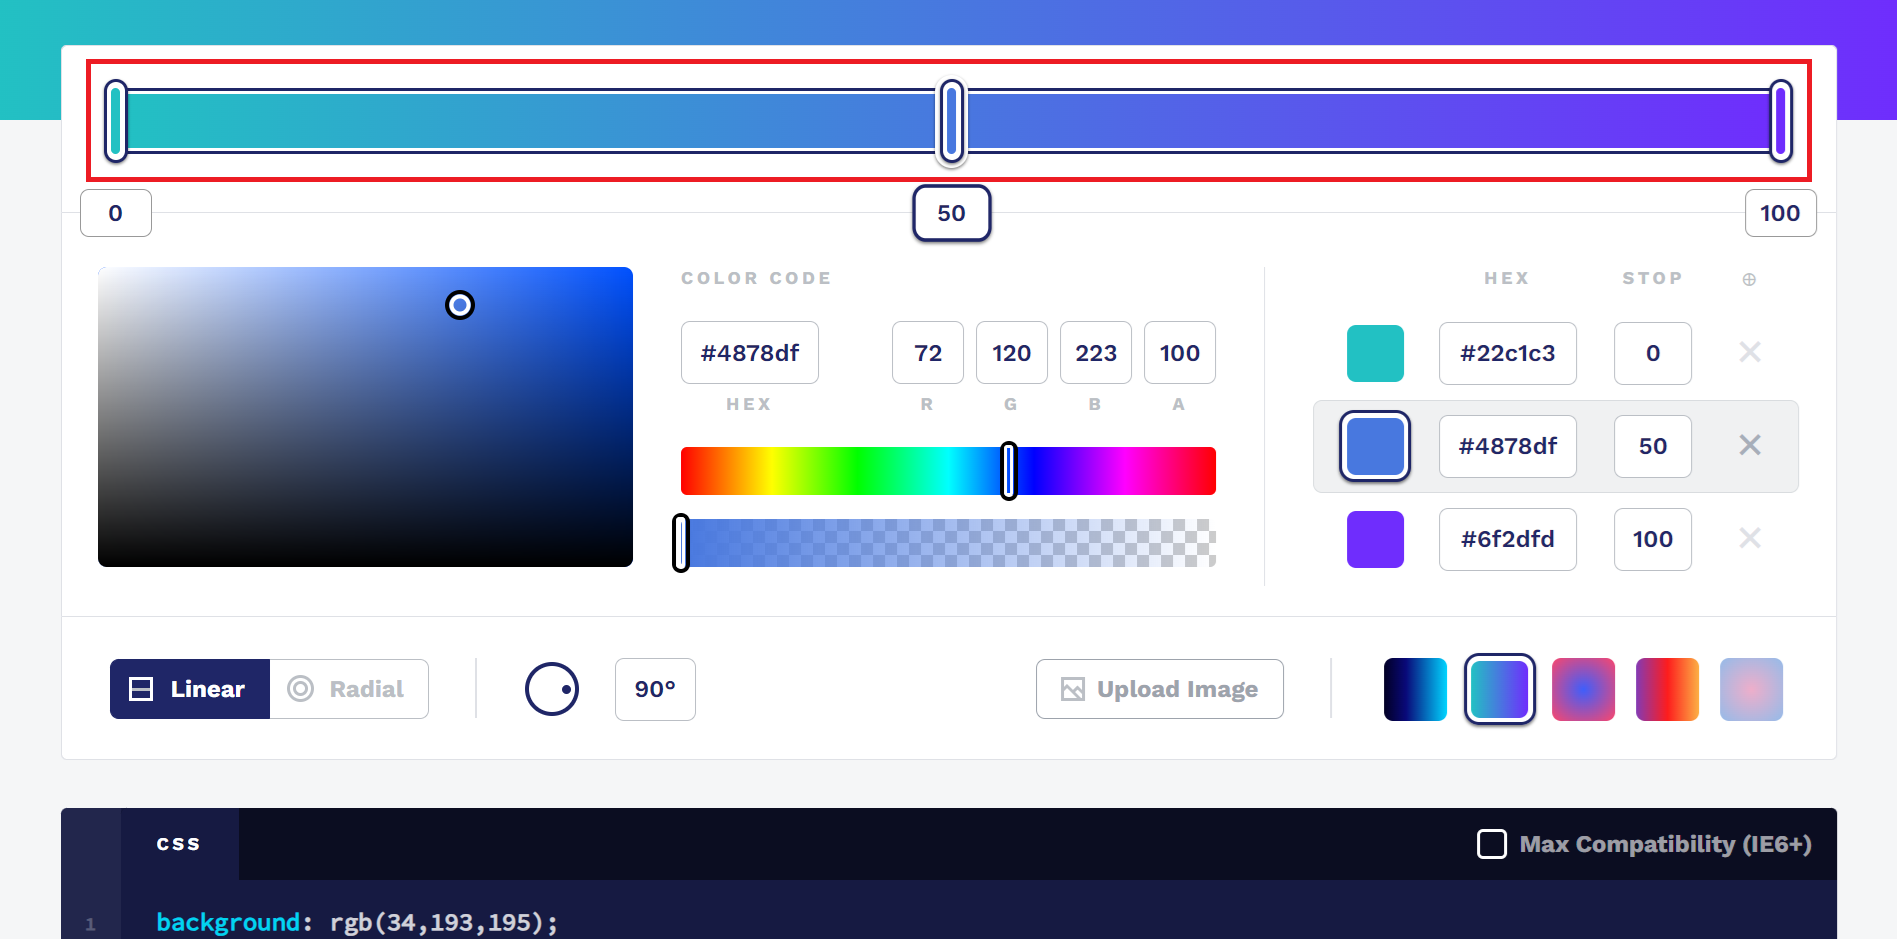 0 50 100
COLOR CODE HEX STOP
#4878df 72 120 223 100 #22c1c3 0
HEX R G B A
#4878df 50
#6f2dfd 100
Linear Radial 90° Upload Image
css Max Compatibility (IE6+)
1 background: rgb(34,193,195);